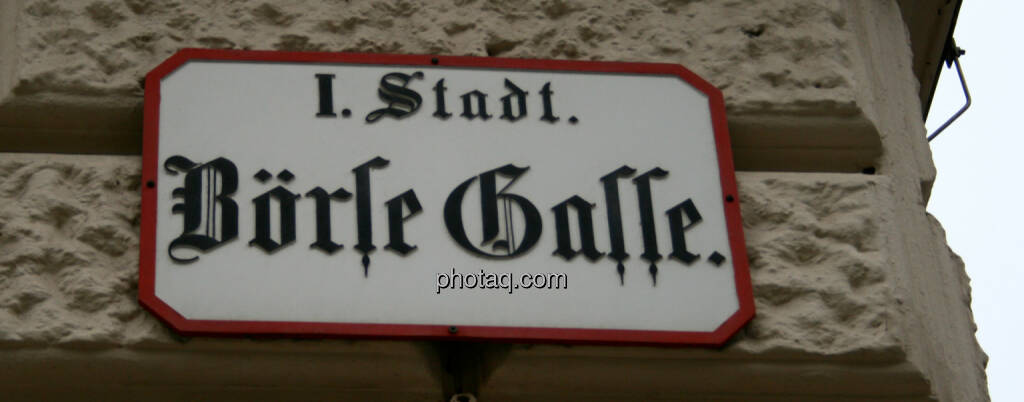 I. Stadt.
Börſe Gaſſe.
photaq.com